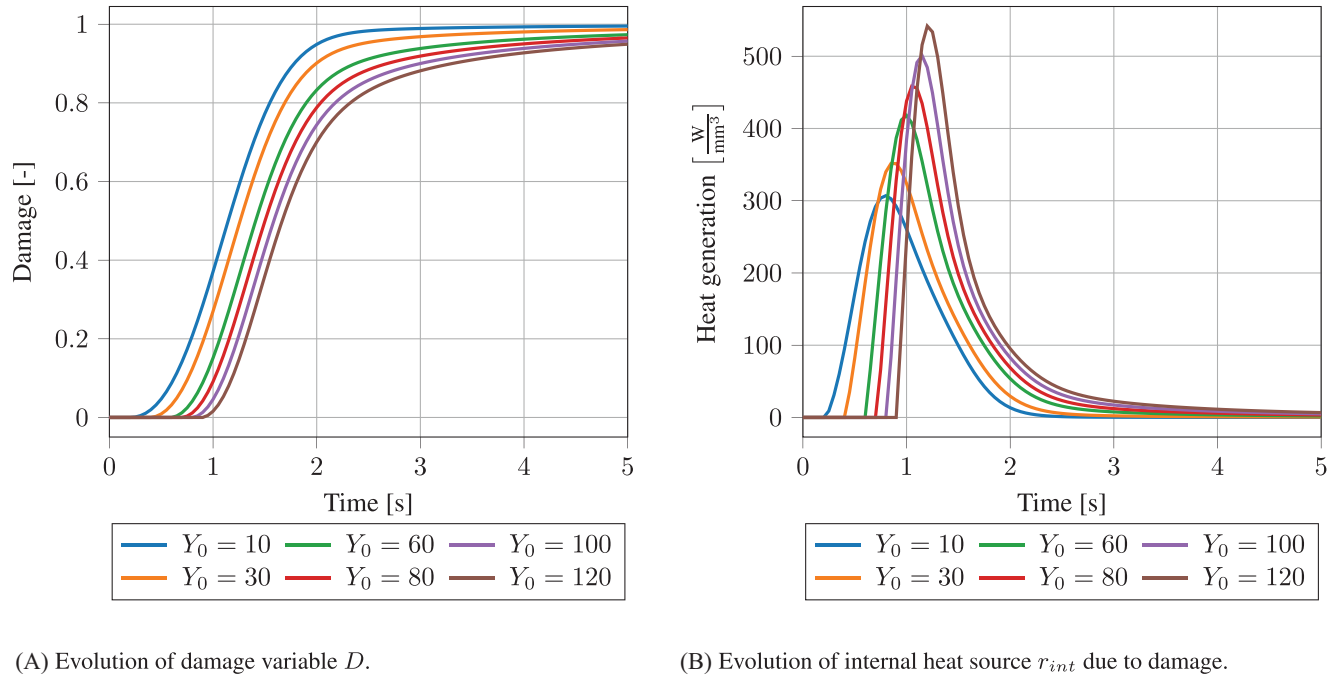 1
0.8
0.6
0.4
0.2
0
Damage [-]
0 1 2 3 4 5
Time [s]
Y₀ = 10 Y₀ = 60 Y₀ = 100
Y₀ = 30 Y₀ = 80 Y₀ = 120
(A) Evolution of damage variable D.
500
400
300
200
100
0
Heat generation [W/mm³]
0 1 2 3 4 5
Time [s]
Y₀ = 10 Y₀ = 60 Y₀ = 100
Y₀ = 30 Y₀ = 80 Y₀ = 120
(B) Evolution of internal heat source r_int due to damage.